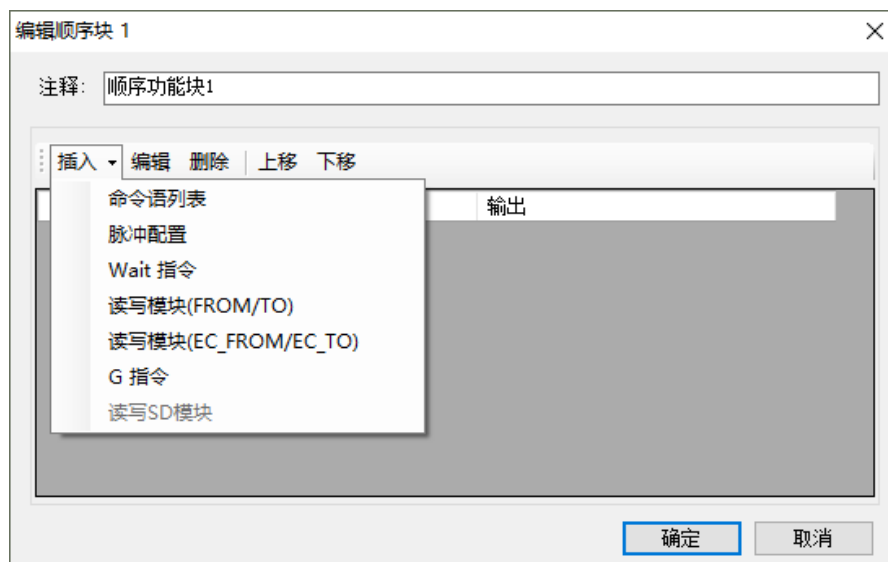 编辑顺序块 1
注释: 顺序功能块1
插入 编辑 删除 上移 下移
命令语列表 输出
脉冲配置
Wait 指令
读写模块(FROM/TO)
读写模块(EC_FROM/EC_TO)
G 指令
读写SD模块
确定 取消